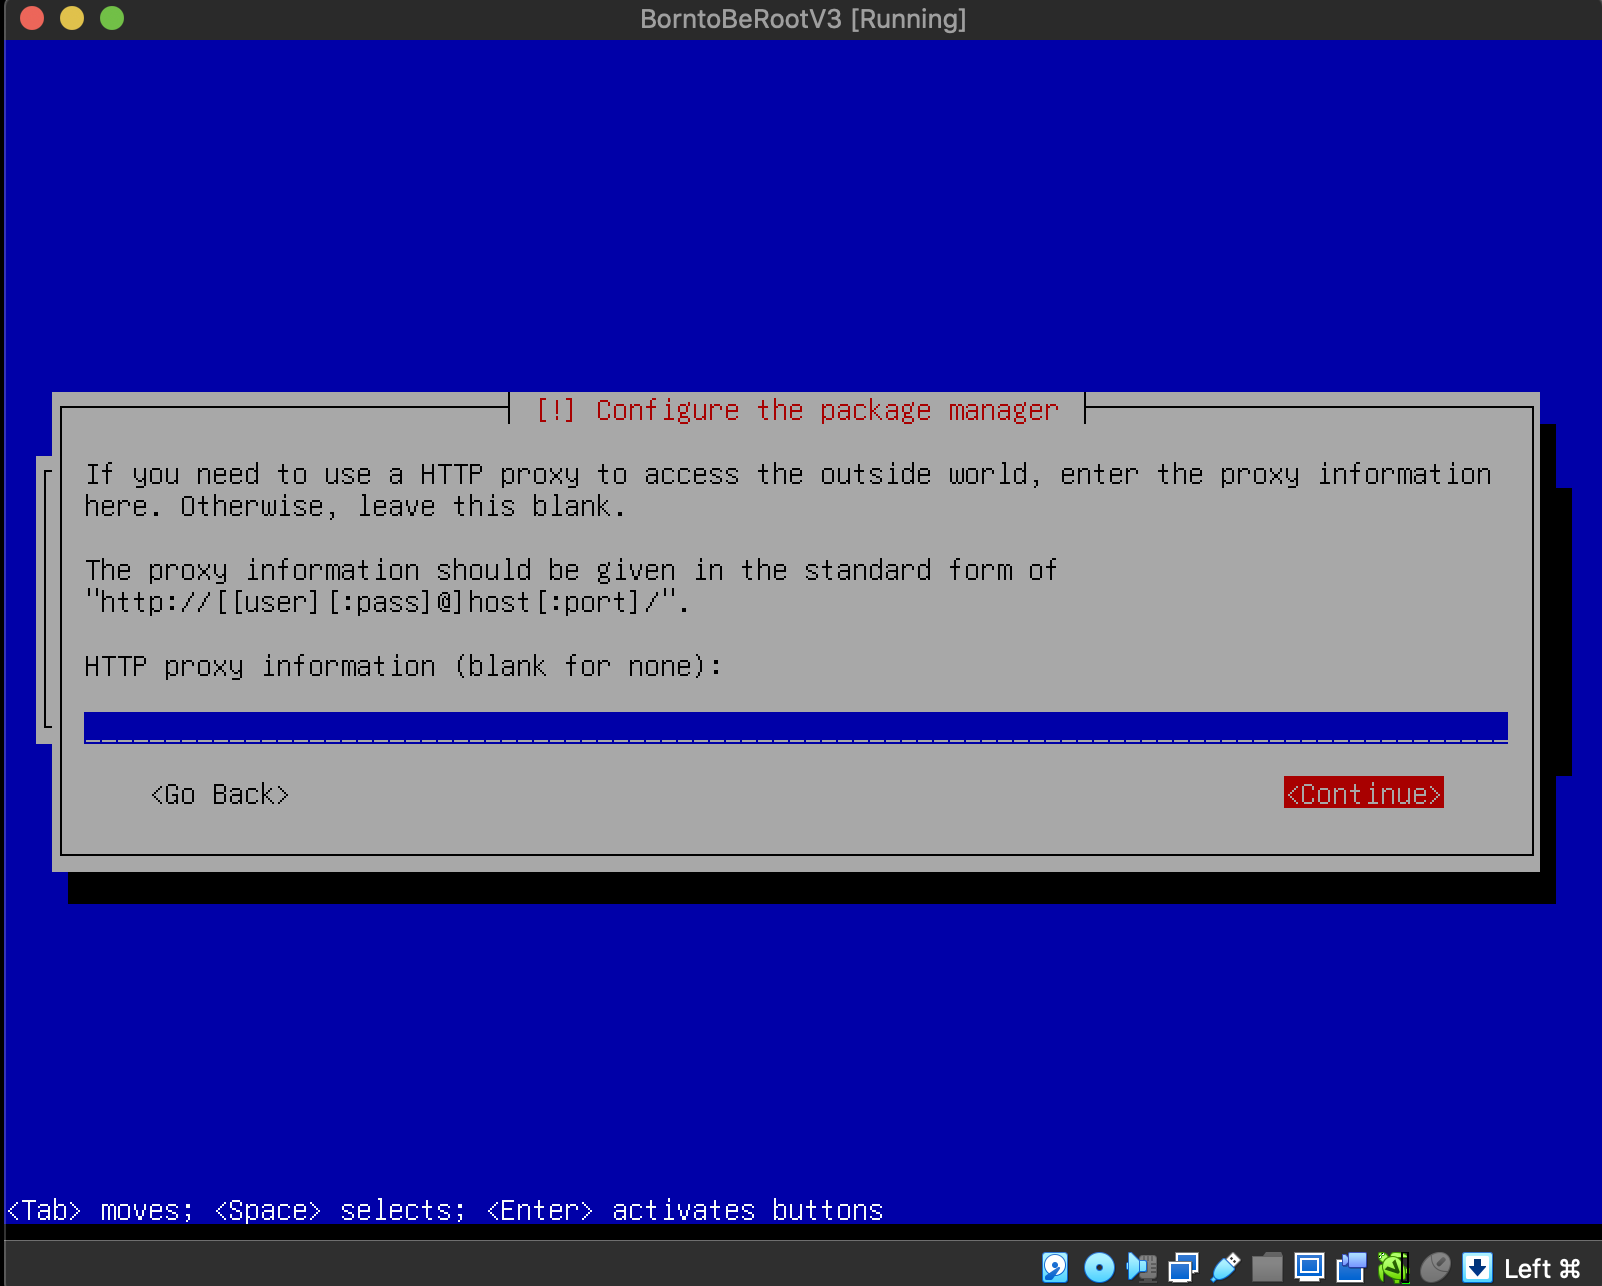 BorntoBeRootV3 [Running]
[!] Configure the package manager
If you need to use a HTTP proxy to access the outside world, enter the proxy information
here. Otherwise, leave this blank.
The proxy information should be given in the standard form of
"http://[[user][:pass]@]host[:port]/".
HTTP proxy information (blank for none):
<Go Back>
<Continue>
<Tab> moves; <Space> selects; <Enter> activates buttons
Left ⌘